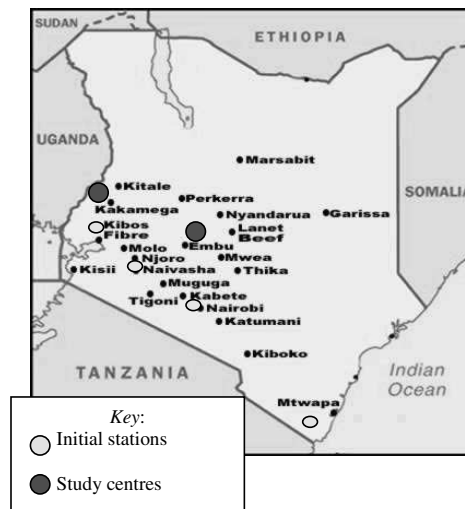 SUDAN
ETHIOPIA
UGANDA
Marsabit
Kitale
Perkerra
SOMALIA
Kakamega
Nyandarua
Garissa
Kibos
Fibre
Lanet
Beef
Molo
Embu
Njoro
Mwea
Kisii
Naivasha
Thika
Muguga
Tigoni
Kabete
Nairobi
Katumani
Kiboko
TANZANIA
Indian
Ocean
Mtwapa
Key:
Initial stations
Study centres